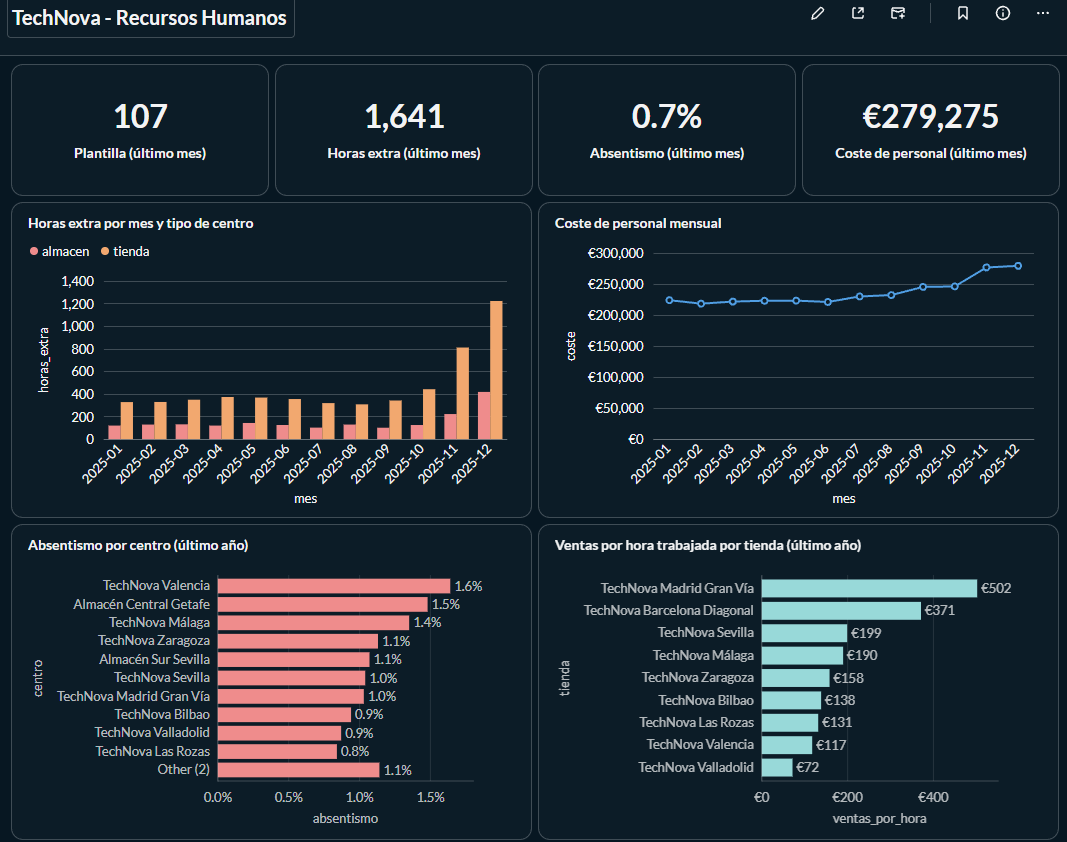 TechNova - Recursos Humanos
107
Plantilla (último mes)
1,641
Horas extra (último mes)
0.7%
Absentismo (último mes)
€279,275
Coste de personal (último mes)
Horas extra por mes y tipo de centro
almacen tienda
1,400
1,200
1,000
800
600
400
200
0
horas_extra
2025-01
2025-02
2025-03
2025-04
2025-05
2025-06
2025-07
2025-08
2025-09
2025-10
2025-11
2025-12
mes
Coste de personal mensual
€300,000
€250,000
€200,000
€150,000
€100,000
€50,000
€0
coste
2025-01
2025-02
2025-03
2025-04
2025-05
2025-06
2025-07
2025-08
2025-09
2025-10
2025-11
2025-12
mes
Absentismo por centro (último año)
centro
TechNova Valencia 1.6%
Almacén Central Getafe 1.5%
TechNova Málaga 1.4%
TechNova Zaragoza 1.1%
Almacén Sur Sevilla 1.1%
TechNova Sevilla 1.0%
TechNova Madrid Gran Vía 1.0%
TechNova Bilbao 0.9%
TechNova Valladolid 0.9%
TechNova Las Rozas 0.8%
Other (2) 1.1%
0.0% 0.5% 1.0% 1.5%
absentismo
Ventas por hora trabajada por tienda (último año)
tienda
TechNova Madrid Gran Vía €502
TechNova Barcelona Diagonal €371
TechNova Sevilla €199
TechNova Málaga €190
TechNova Zaragoza €158
TechNova Bilbao €138
TechNova Las Rozas €131
TechNova Valencia €117
TechNova Valladolid €72
€0 €200 €400
ventas_por_hora